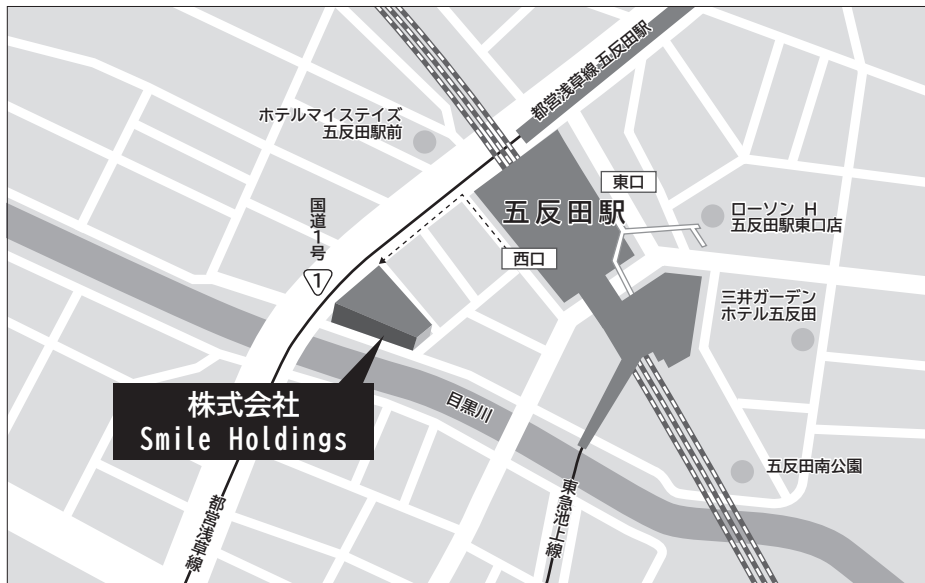 都営浅草線 五反田駅
ホテルマイステイズ
五反田駅前
東口
五反田駅
ローソン H
五反田駅東口店
国道1号
西口
1
三井ガーデン
ホテル五反田
株式会社
Smile Holdings
目黒川
五反田南公園
都営浅草線
東急池上線